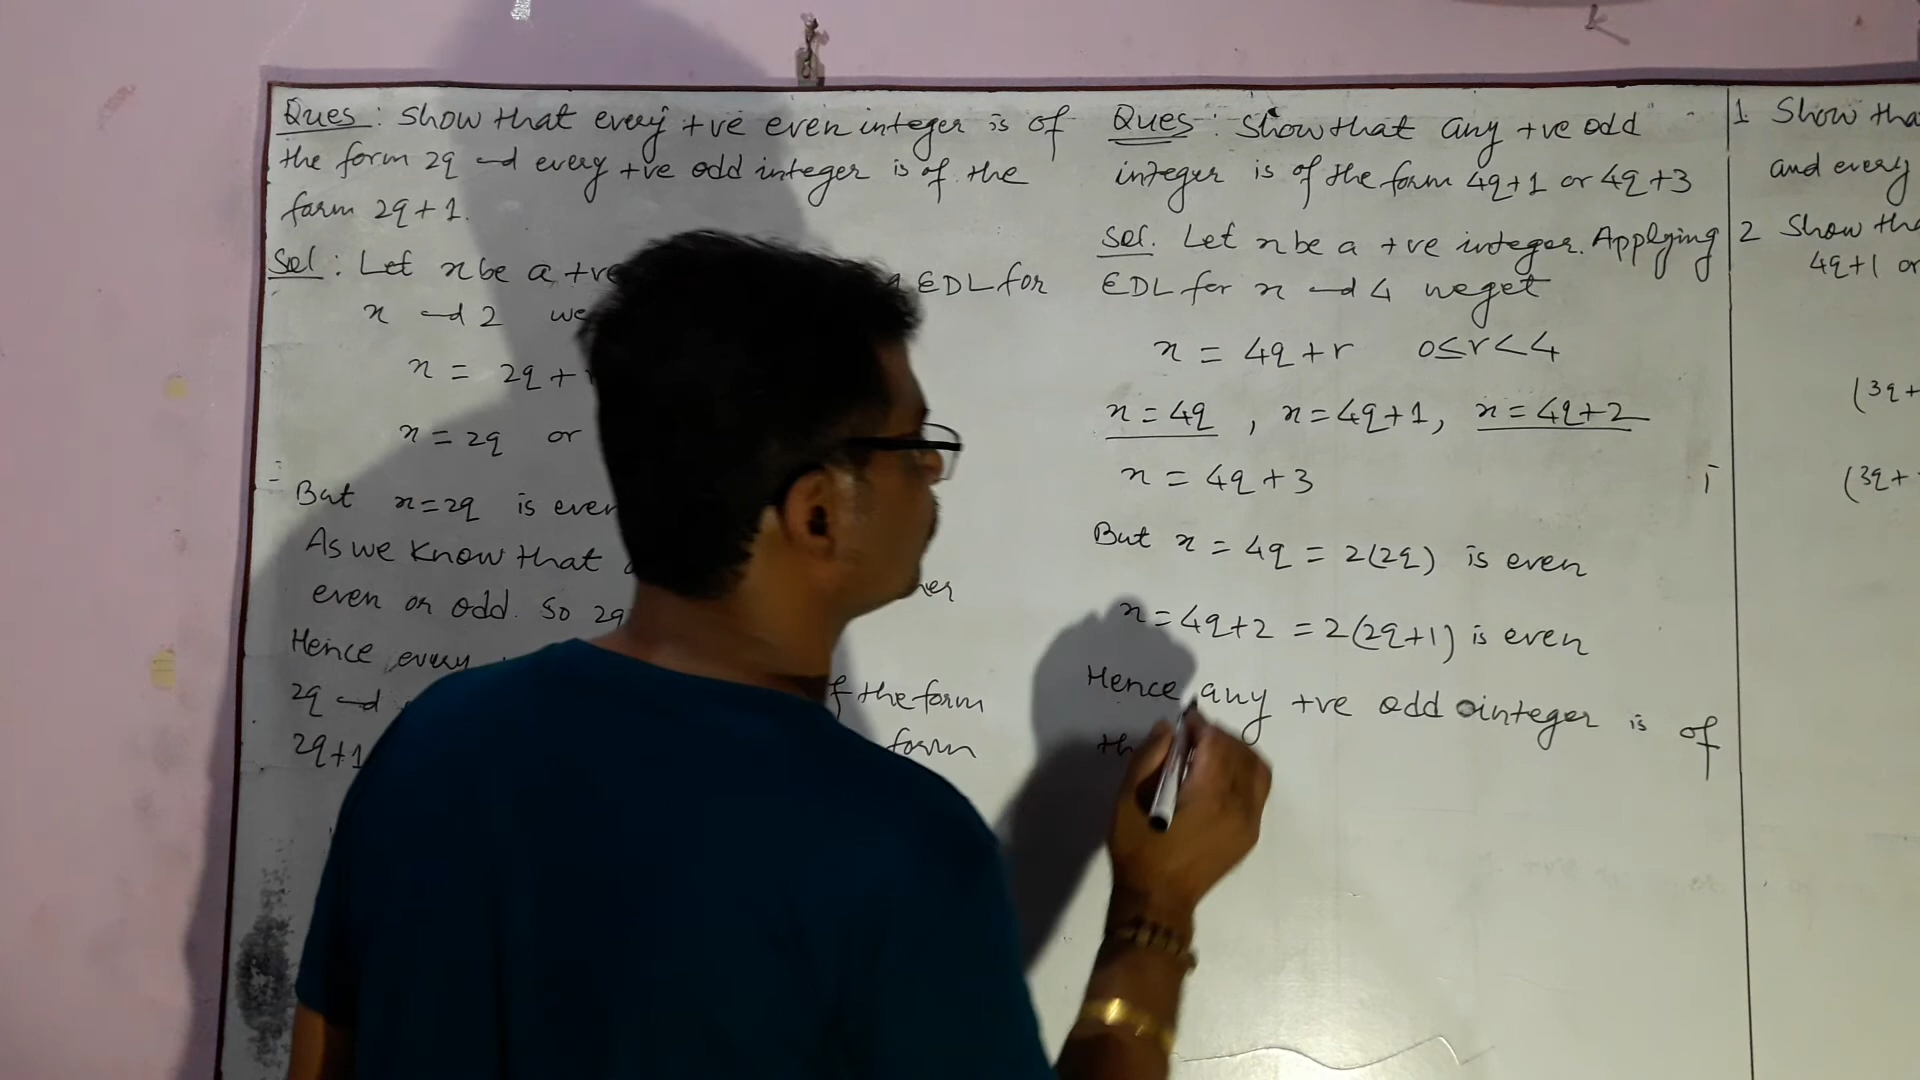 Ques : Show that every +ve even integer is of
the form 2q and every +ve odd integer is of the
form 2q+1.
Sol : Let n be a +ve EDL for
n and 2 we
n = 2q +
n = 2q or
But n=2q is even
As we know that
even or odd. So 2q
Hence every
2q and of the form
2q+1 form
Ques : Show that any +ve odd
integer is of the form 4q+1 or 4q+3
Sol. Let n be a +ve integer. Applying
EDL for n and 4 we get
n = 4q+r 0≤r<4
n=4q, n=4q+1, n=4q+2
n = 4q+3
But n = 4q = 2(2q) is even
n=4q+2 = 2(2q+1) is even
Hence any +ve odd integer is of
th
1 Show tha
and every
2 Show tha
4q+1 or
(3q+
(3q+